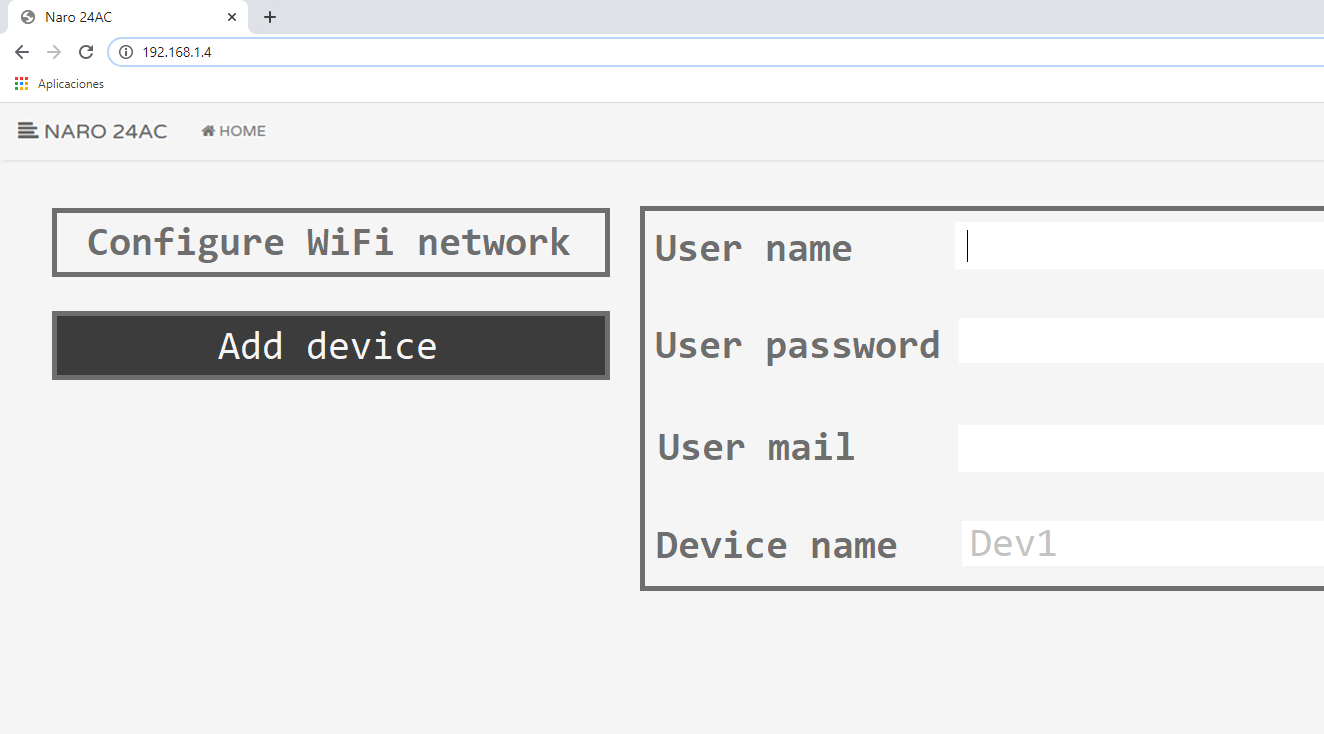 Naro 24AC
192.168.1.4
Aplicaciones
NARO 24AC HOME
Configure WiFi network
Add device
User name
User password
User mail
Device name Dev1